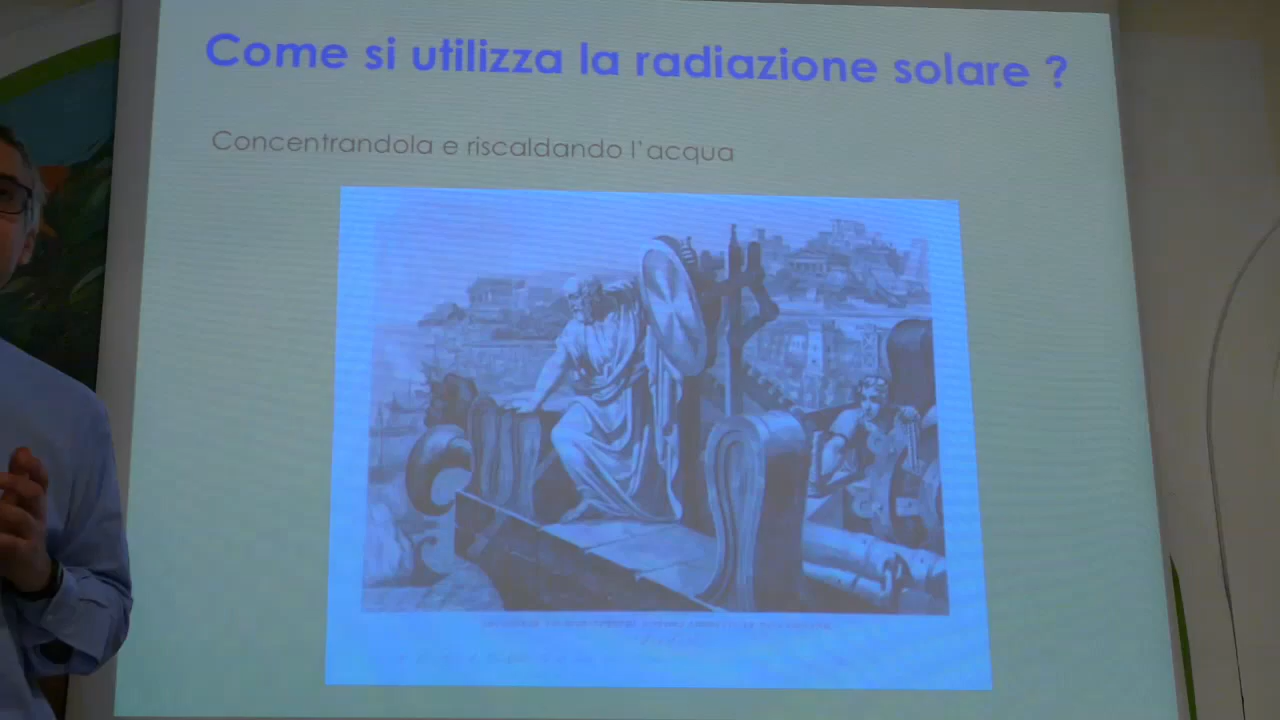 Come si utilizza la radiazione solare ?
Concentrandola e riscaldando l'acqua